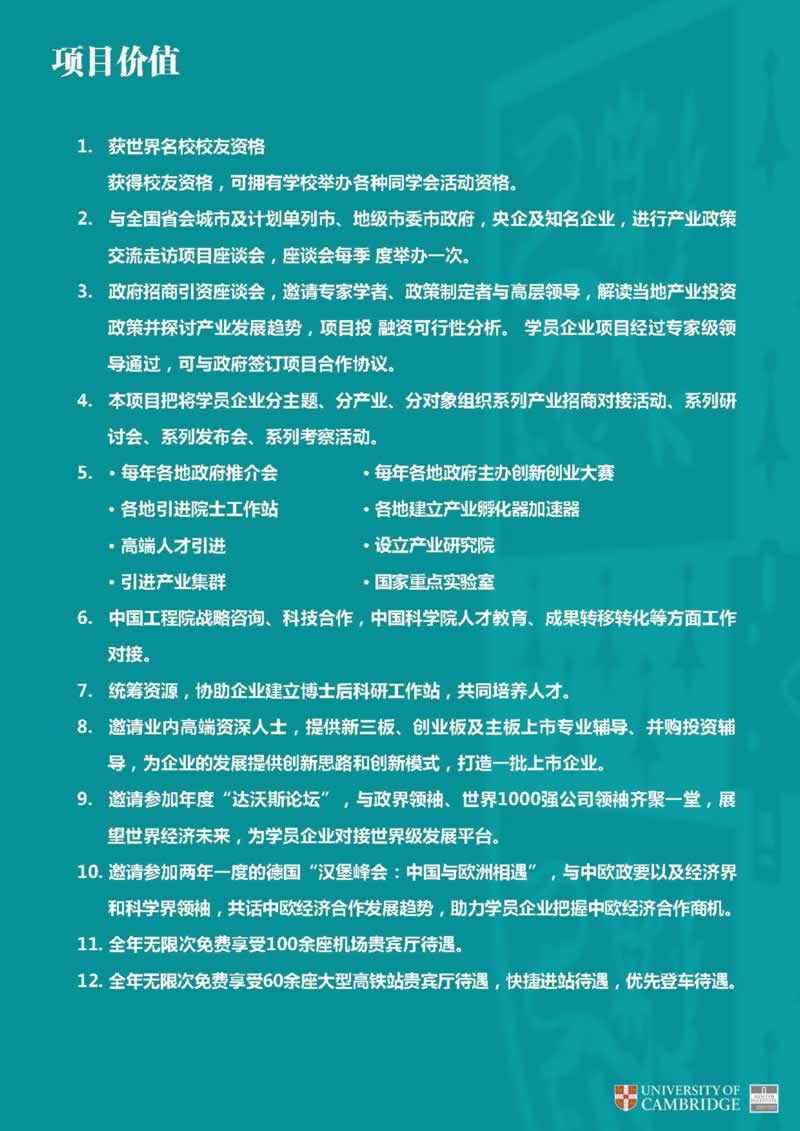 项目价值
1. 获世界名校校友资格
获得校友资格，可拥有学校举办各种同学会活动资格。
2. 与全国省会城市及计划单列市、地级市委市政府，央企及知名企业，进行产业政策
交流走访项目座谈会，座谈会每季 度举办一次。
3. 政府招商引资座谈会，邀请专家学者、政策制定者与高层领导，解读当地产业投资
政策并探讨产业发展趋势，项目投 融资可行性分析。 学员企业项目经过专家级领
导通过，可与政府签订项目合作协议。
4. 本项目把将学员企业分主题、分产业、分对象组织系列产业招商对接活动、系列研
讨会、系列发布会、系列考察活动。
5. • 每年各地政府推介会 • 每年各地政府主办创新创业大赛
• 各地引进院士工作站 • 各地建立产业孵化器加速器
• 高端人才引进 • 设立产业研究院
• 引进产业集群 • 国家重点实验室
6. 中国工程院战略咨询、科技合作，中国科学院人才教育、成果转移转化等方面工作
对接。
7. 统筹资源，协助企业建立博士后科研工作站，共同培养人才。
8. 邀请业内高端资深人士，提供新三板、创业板及主板上市专业辅导、并购投资辅
导，为企业的发展提供创新思路和创新模式，打造一批上市企业。
9. 邀请参加年度“达沃斯论坛”，与政界领袖、世界1000强公司领袖齐聚一堂，展
望世界经济未来，为学员企业对接世界级发展平台。
10. 邀请参加两年一度的德国“汉堡峰会：中国与欧洲相遇”，与中欧政要以及经济界
和科学界领袖，共话中欧经济合作发展趋势，助力学员企业把握中欧经济合作商机。
11. 全年无限次免费享受100余座机场贵宾厅待遇。
12. 全年无限次免费享受60余座大型高铁站贵宾厅待遇，快捷进站待遇，优先登车待遇。
UNIVERSITY OF
CAMBRIDGE